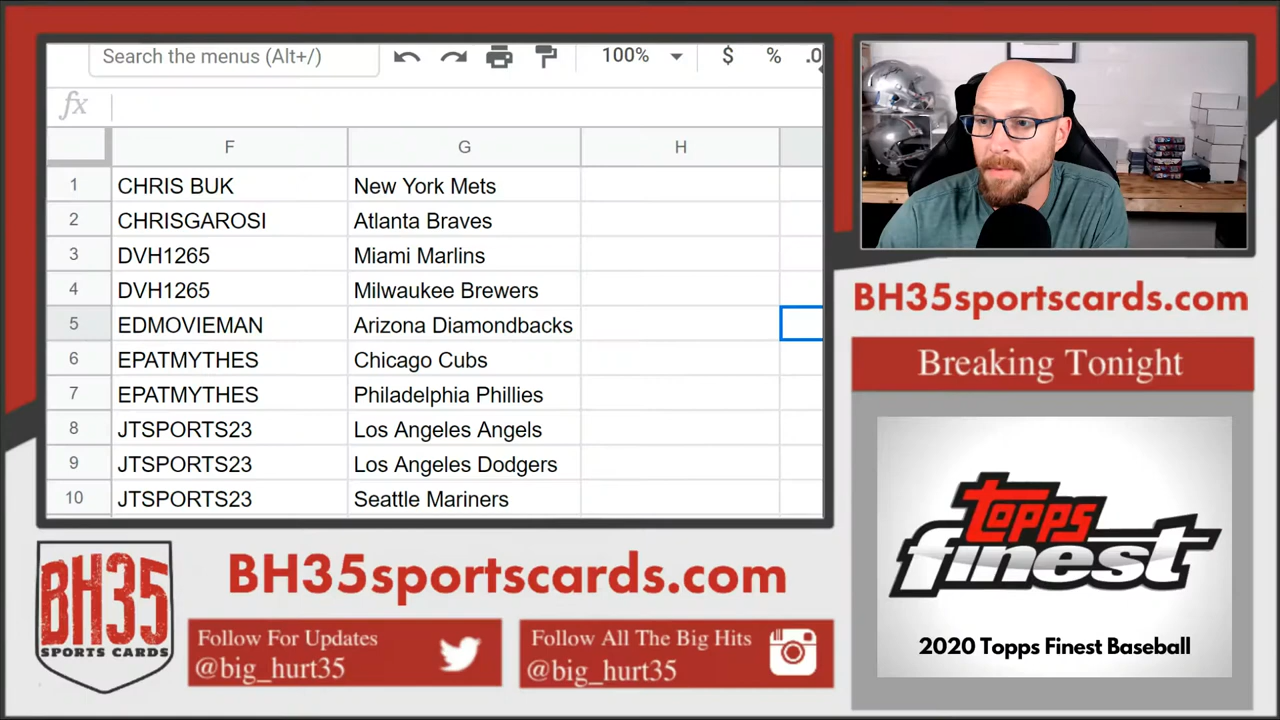 Search the menus (Alt+/)
100%
$
%
.0
fx
F G H
1 CHRIS BUK New York Mets
2 CHRISGAROSI Atlanta Braves
3 DVH1265 Miami Marlins
4 DVH1265 Milwaukee Brewers
5 EDMOVIEMAN Arizona Diamondbacks
6 EPATMYTHES Chicago Cubs
7 EPATMYTHES Philadelphia Phillies
8 JTSPORTS23 Los Angeles Angels
9 JTSPORTS23 Los Angeles Dodgers
10 JTSPORTS23 Seattle Mariners
BH35sportscards.com
Breaking Tonight
topps
finest
2020 Topps Finest Baseball
BH35
SPORTS CARDS
BH35sportscards.com
Follow For Updates
@big_hurt35
Follow All The Big Hits
@big_hurt35